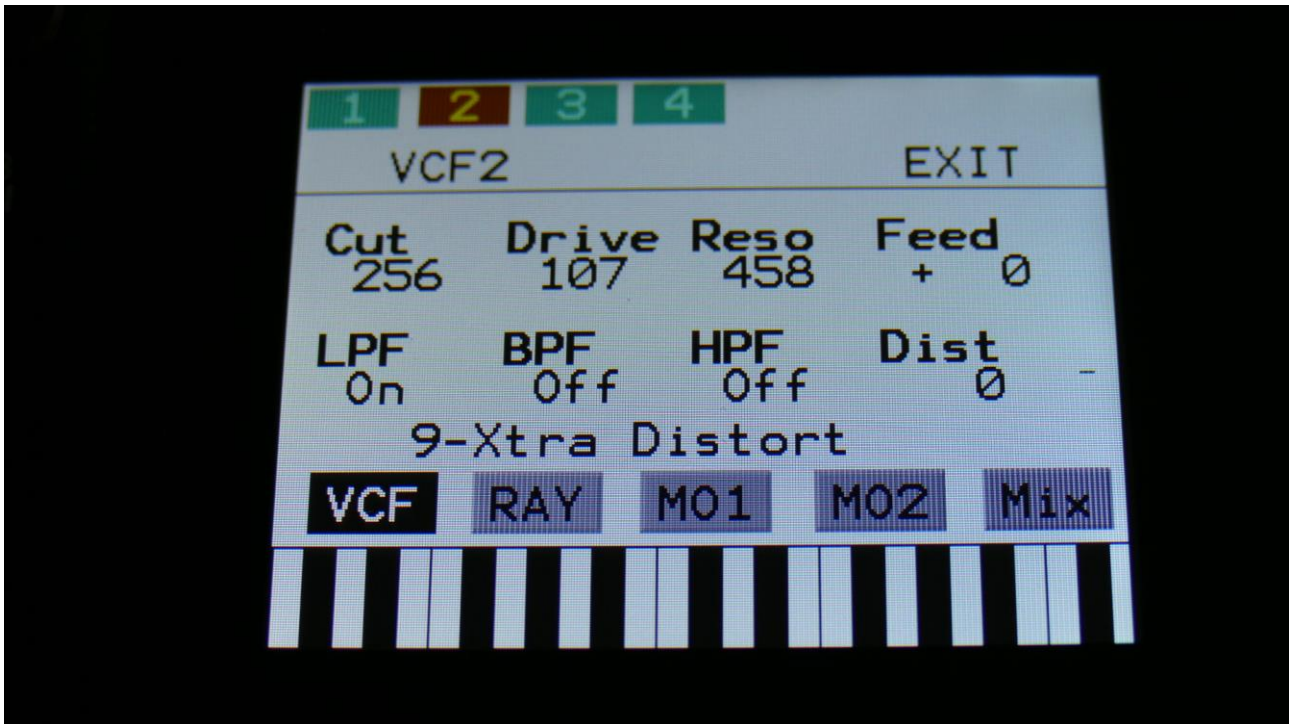 1 2 3 4
VCF2 EXIT
Cut Drive Reso Feed
256 107 458 + 0
LPF BPF HPF Dist
On Off Off 0 -
9-Xtra Distort
VCF RAY MO1 MO2 Mix